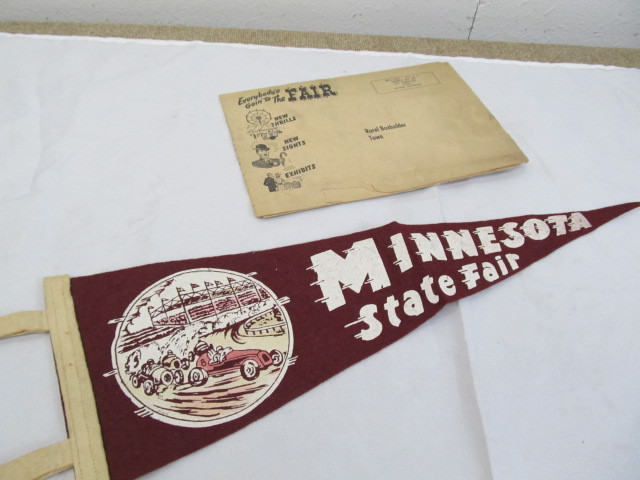 Everybody's
Goin' To The FAIR
NEW
THRILLS
NEW
SIGHTS
EXHIBITS
Rural Boxholder
Town
MINNESOTA
State Fair